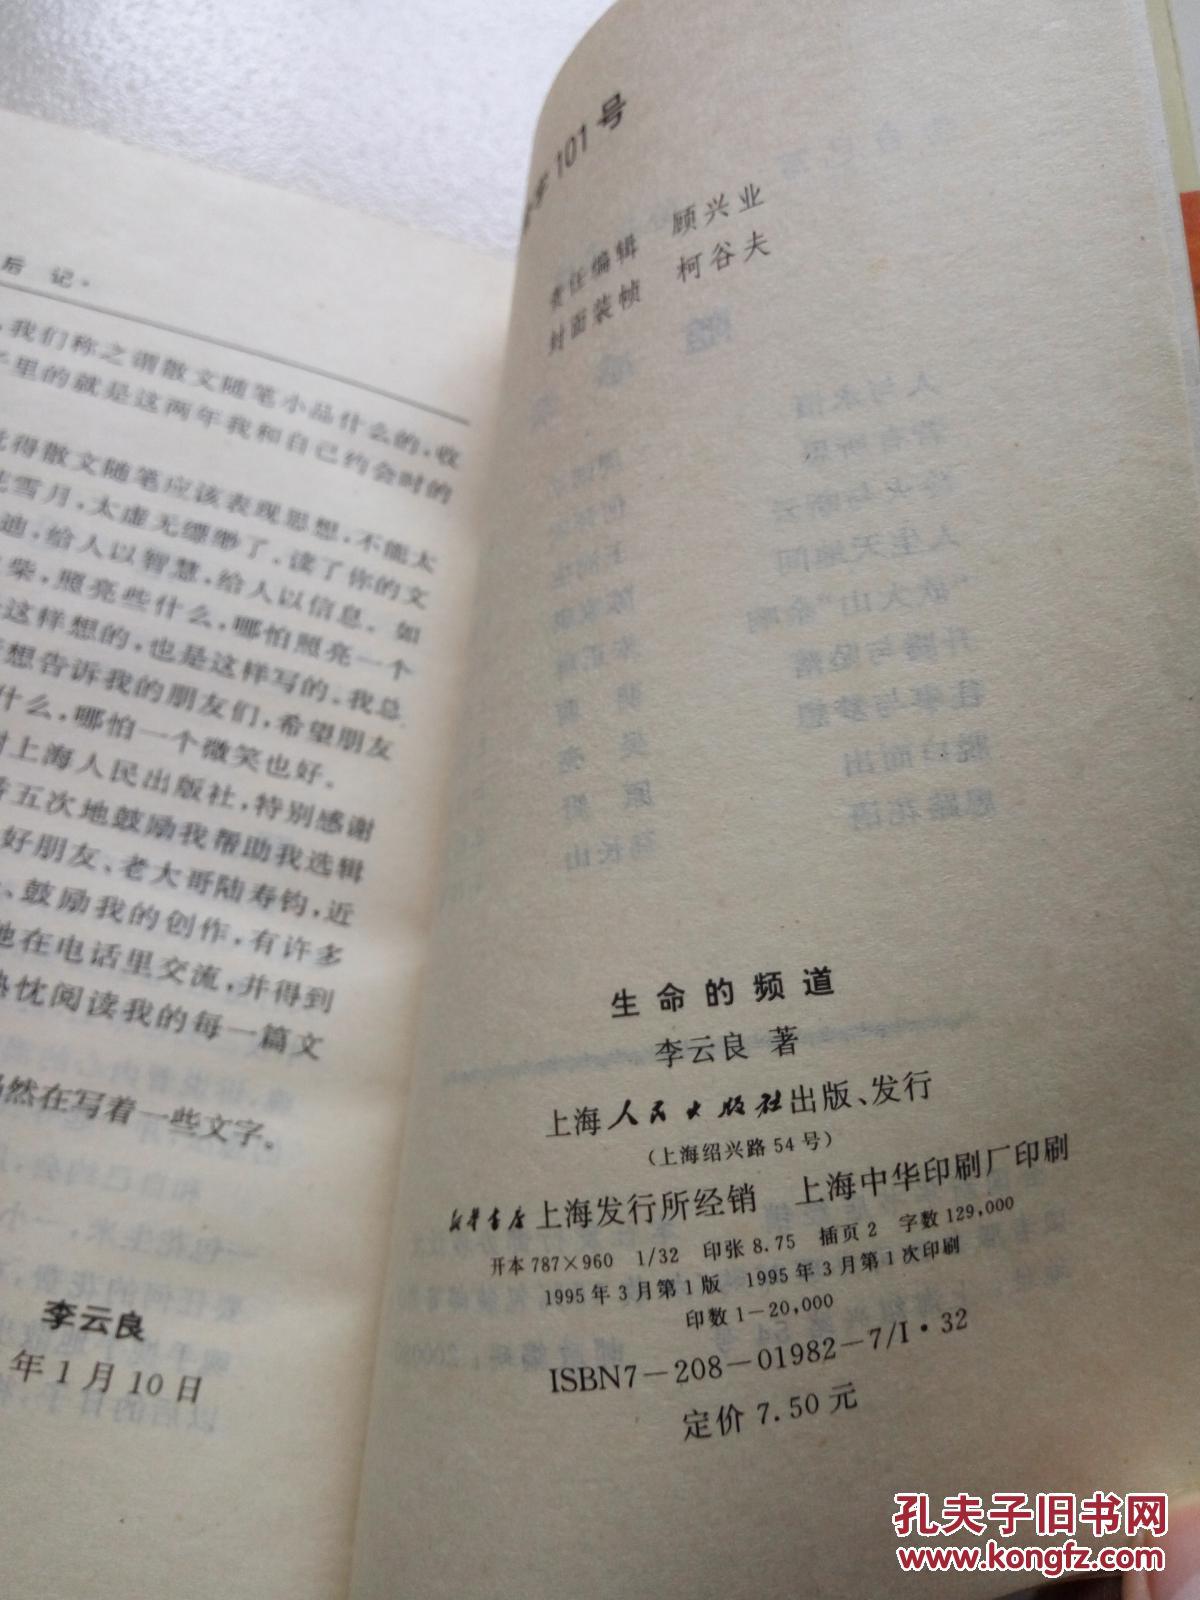 后 记·
我们称之谓散文随笔小品什么的,收
里的就是这两年我和自己约会时的
得散文随笔应该表现思想,不能太
雪月,太虚无缥缈了.读了你的文
迪,给人以智慧,给人以信息。如
柴,照亮些什么,哪怕照亮一个
这样想的,也是这样写的。我总
想告诉我的朋友们,希望朋友
什么,哪怕一个微笑也好。
上海人民出版社,特别感谢
五次地鼓励我帮助我选辑
好朋友、老大哥陆寿钧,近
、鼓励我的创作,有许多
地在电话里交流,并得到
忱阅读我的每一篇文
然在写着一些文字。
李云良
年1月10日
字101号
责任编辑 顾兴业
封面装帧 柯谷夫
生命的频道
李云良 著
上海人民出版社出版、发行
(上海绍兴路54号)
新华书店上海发行所经销 上海中华印刷厂印刷
开本787×960 1/32 印张8.75 插页2 字数129,000
1995年3月第1版 1995年3月第1次印刷
印数1-20,000
ISBN7-208-01982-7/I·32
定价7.50元
孔夫子旧书网
www.kongfz.com